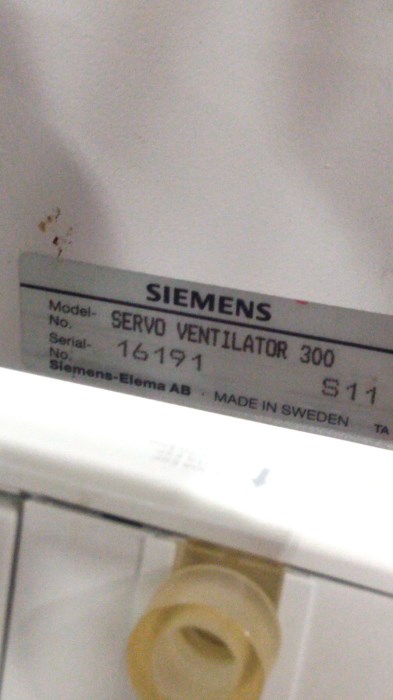 SIEMENS
Model-No. SERVO VENTILATOR 300
Serial-No. 16191 S11
Siemens-Elema AB · MADE IN SWEDEN TA